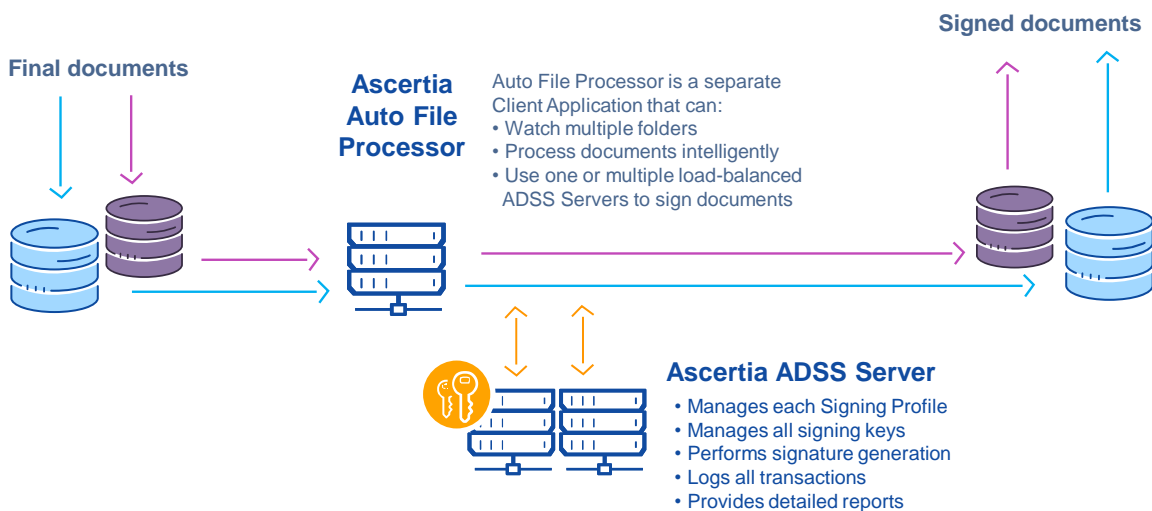 Signed documents
Final documents
Ascertia
Auto File
Processor
Auto File Processor is a separate
Client Application that can:
• Watch multiple folders
• Process documents intelligently
• Use one or multiple load-balanced
ADSS Servers to sign documents
Ascertia ADSS Server
• Manages each Signing Profile
• Manages all signing keys
• Performs signature generation
• Logs all transactions
• Provides detailed reports